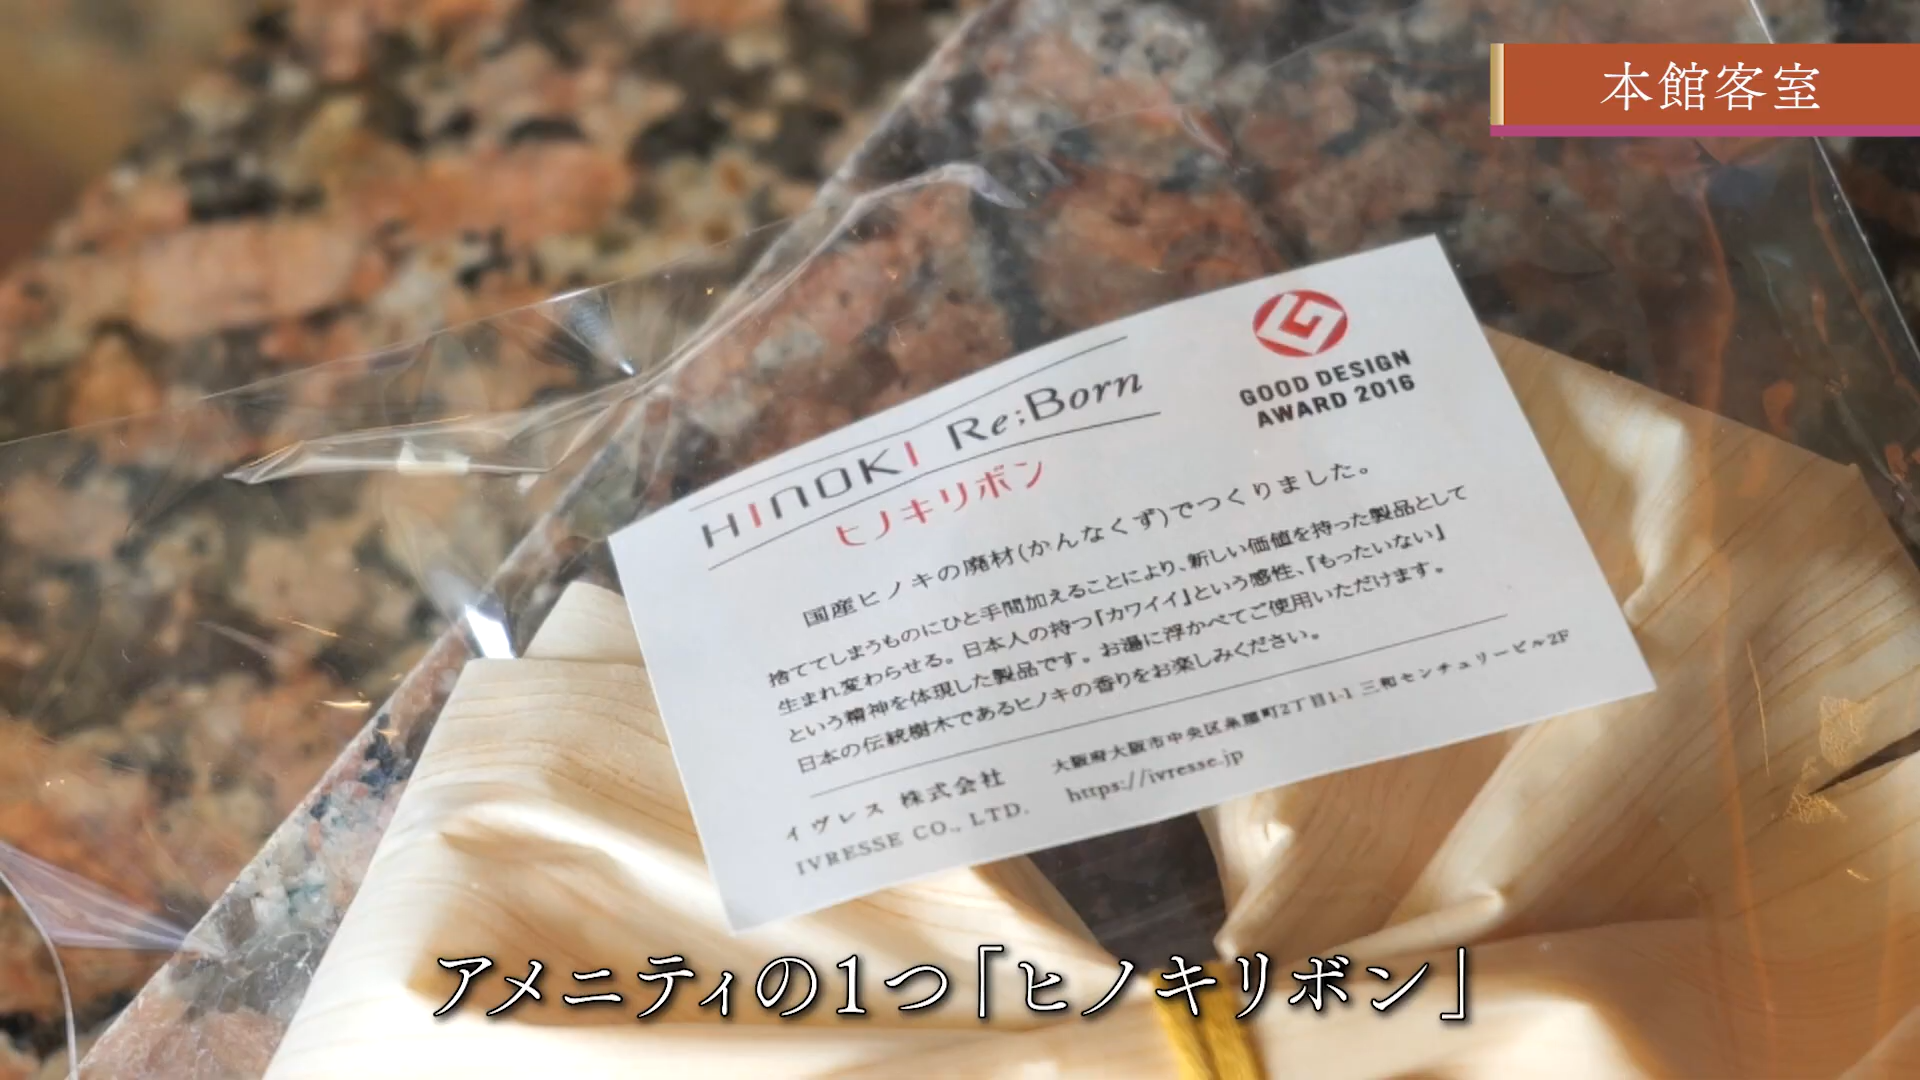 本館客室
HINOKI Re;Born
ヒノキリボン
GOOD DESIGN
AWARD 2016
国産ヒノキの廃材(かんなくず)でつくりました。
捨ててしまうものにひと手間加えることにより、新しい価値を持った製品として
生まれ変わらせる。日本人の持つ「カワイイ」という感性、「もったいない」
という精神を体現した製品です。お湯に浮かべてご使用いただけます。
日本の伝統樹木であるヒノキの香りをお楽しみください。
イヴレス 株式会社
IVRESSE CO., LTD.
大阪府大阪市中央区糸屋町2丁目1-1 三和センチュリービル2F
https://ivresse.jp
アメニティの1つ「ヒノキリボン」